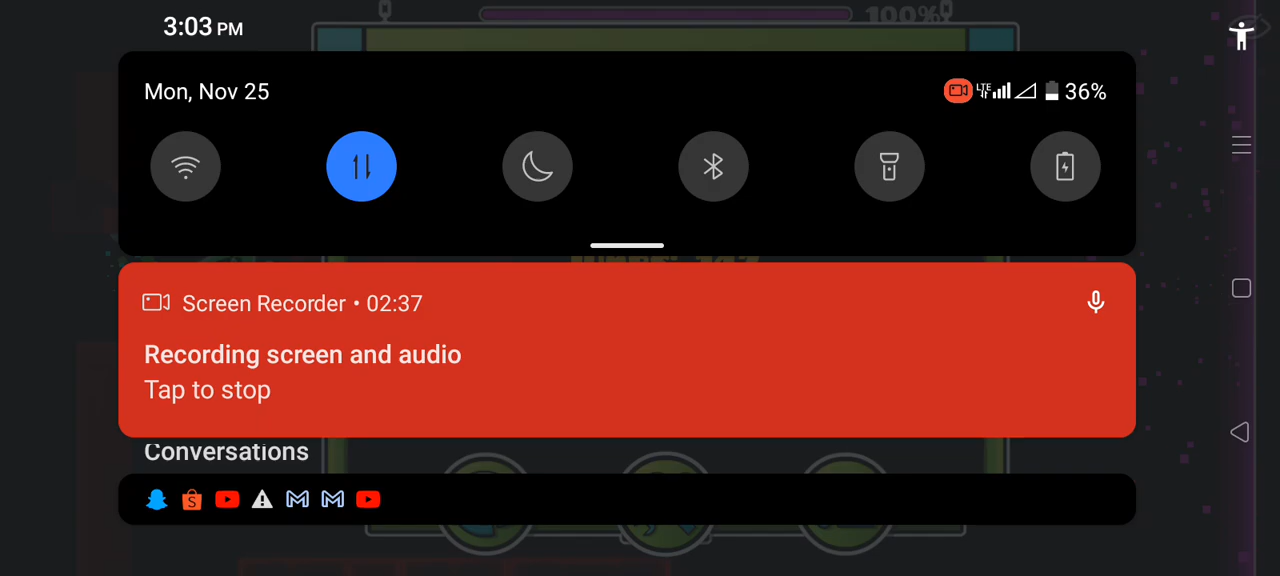 100%
3:03 PM
Mon, Nov 25
LTE 36%
Screen Recorder • 02:37
Recording screen and audio
Tap to stop
Conversations